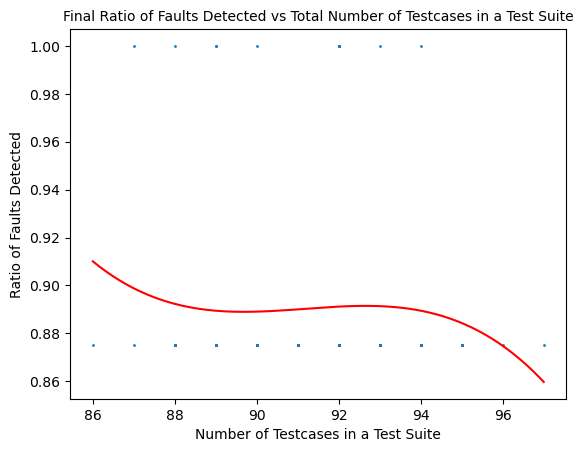 Final Ratio of Faults Detected vs Total Number of Testcases in a Test Suite
1.00
0.98
0.96
0.94
0.92
0.90
0.88
0.86
Ratio of Faults Detected
86 88 90 92 94 96
Number of Testcases in a Test Suite